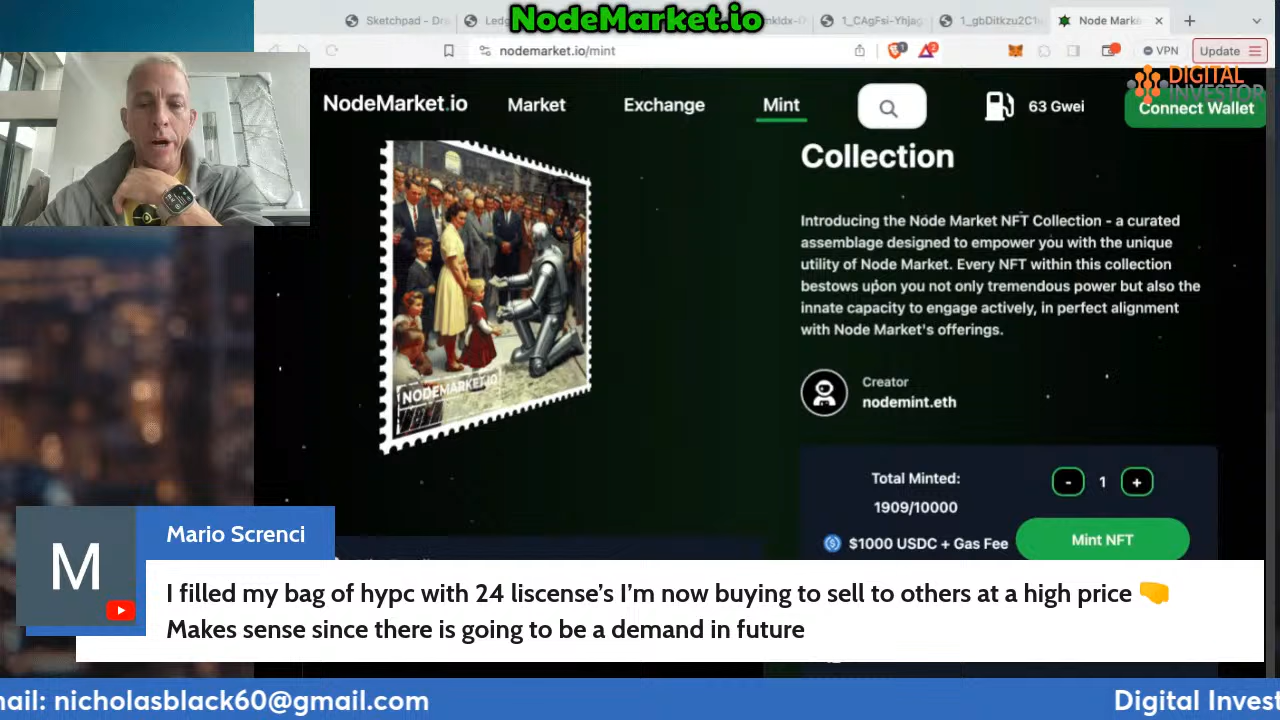 NodeMarket.io
Sketchpad - Dra
Node Marke
nodemarket.io/mint
VPN
Update
DIGITAL
INVESTOR
NodeMarket.io
Market
Exchange
Mint
63 Gwei
Connect Wallet
Collection
Introducing the Node Market NFT Collection - a curated
assemblage designed to empower you with the unique
utility of Node Market. Every NFT within this collection
bestows upon you not only tremendous power but also the
innate capacity to engage actively, in perfect alignment
with Node Market's offerings.
NODEMARKET.IO
Creator
nodemint.eth
Total Minted:
1909/10000
- 1 +
$1000 USDC + Gas Fee
Mint NFT
M
Mario Screnci
I filled my bag of hypc with 24 liscense’s I’m now buying to sell to others at a high price
Makes sense since there is going to be a demand in future
nail: nicholasblack60@gmail.com
Digital Invest